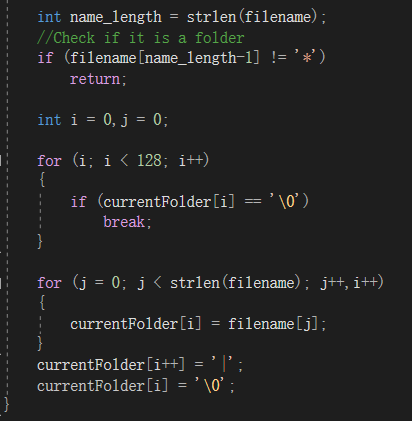 int name_length = strlen(filename);
//Check if it is a folder
if (filename[name_length-1] != '*')
return;
int i = 0,j = 0;
for (i; i < 128; i++)
{
if (currentFolder[i] == '\0')
break;
}
for (j = 0; j < strlen(filename); j++,i++)
{
currentFolder[i] = filename[j];
}
currentFolder[i++] = '|';
currentFolder[i] = '\0';
}